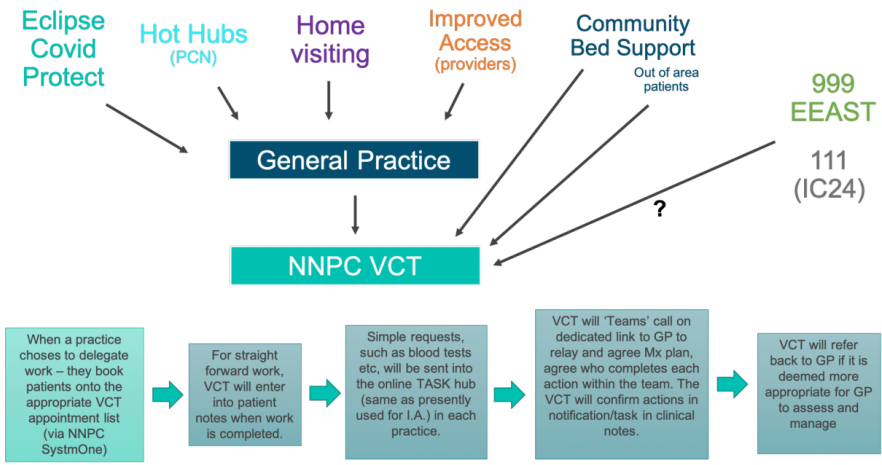 Eclipse
Covid
Protect
Hot Hubs
(PCN)
Home
visiting
Improved
Access
(providers)
Community
Bed Support
Out of area
patients
999
EEAST
111
(IC24)
General Practice
?
NNPC VCT
When a practice
choses to delegate
work – they book
patients onto the
appropriate VCT
appointment list
(via NNPC
SystmOne)
For straight
forward work,
VCT will enter
into patient
notes when work
is completed.
Simple requests,
such as blood tests
etc, will be sent into
the online TASK hub
(same as presently
used for I.A.) in each
practice.
VCT will ‘Teams’ call on
dedicated link to GP to
relay and agree Mx plan,
agree who completes each
action within the team. The
VCT will confirm actions in
notification/task in clinical
notes.
VCT will refer
back to GP if it is
deemed more
appropriate for GP
to assess and
manage